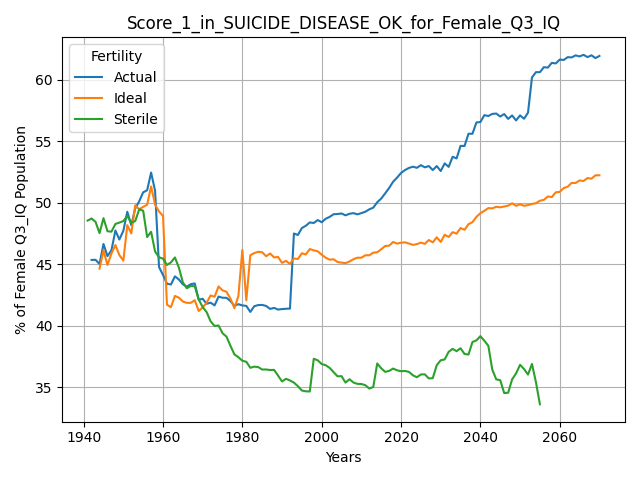 Score_1_in_SUICIDE_DISEASE_OK_for_Female_Q3_IQ
Fertility
Actual
Ideal
Sterile
% of Female Q3_IQ Population
60
55
50
45
40
35
1940
1960
1980
2000
2020
2040
2060
Years